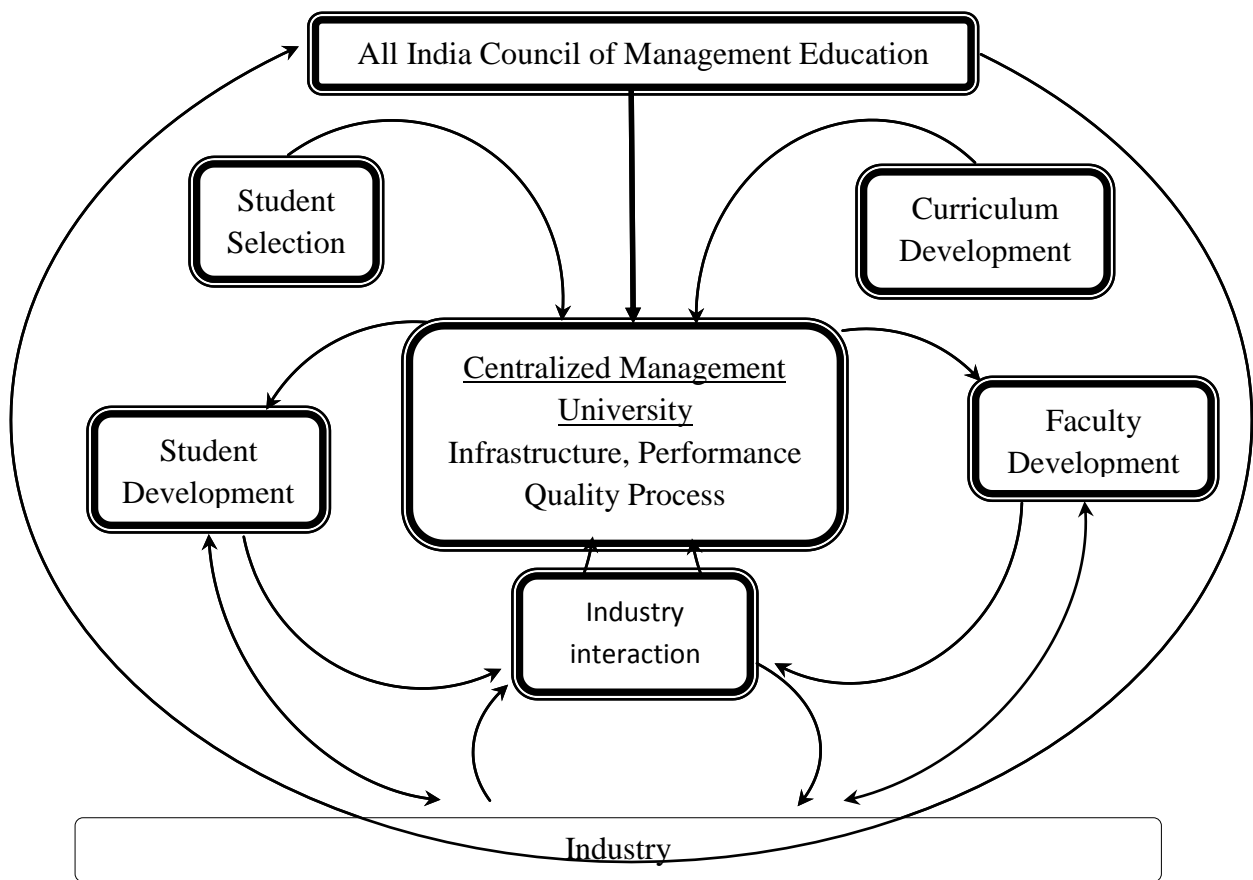 All India Council of Management Education
Student
Selection
Curriculum
Development
Centralized Management
University
Infrastructure, Performance
Quality Process
Student
Development
Faculty
Development
Industry
interaction
Industry